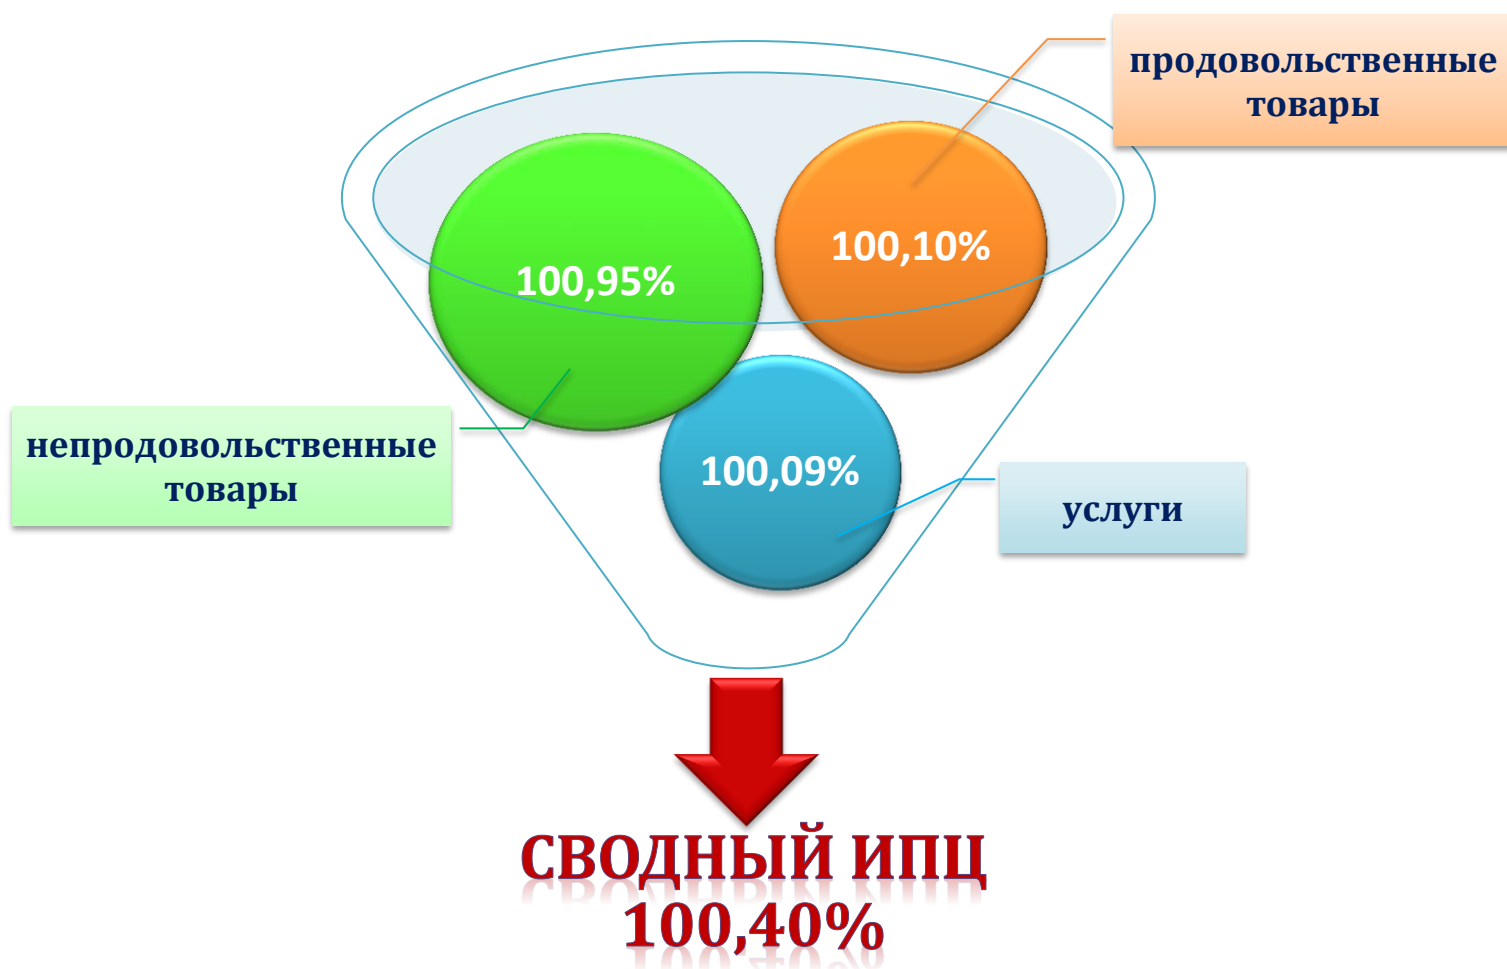 продовольственные
товары
100,10%
100,95%
непродовольственные
товары
100,09%
услуги
СВОДНЫЙ ИПЦ
100,40%